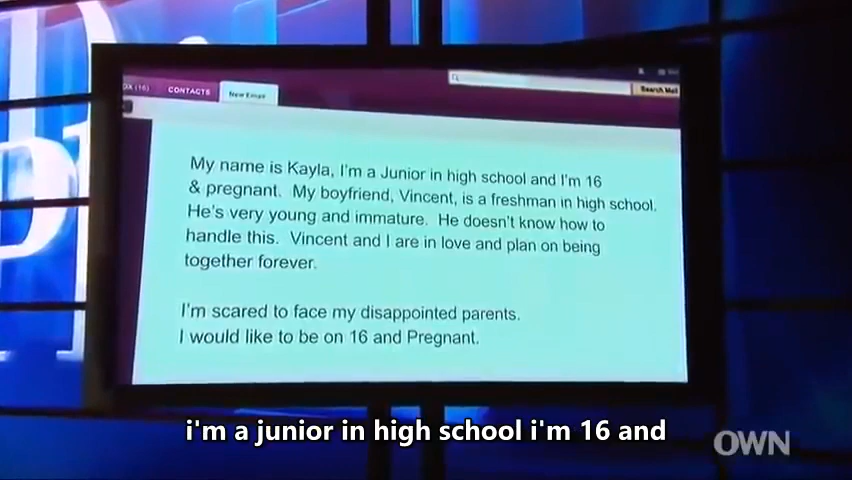 CONTACTS
New Email
Search Mail
My name is Kayla, I'm a Junior in high school and I'm 16
& pregnant. My boyfriend, Vincent, is a freshman in high school.
He's very young and immature. He doesn't know how to
handle this. Vincent and I are in love and plan on being
together forever.
I'm scared to face my disappointed parents.
I would like to be on 16 and Pregnant.
i'm a junior in high school i'm 16 and
OWN